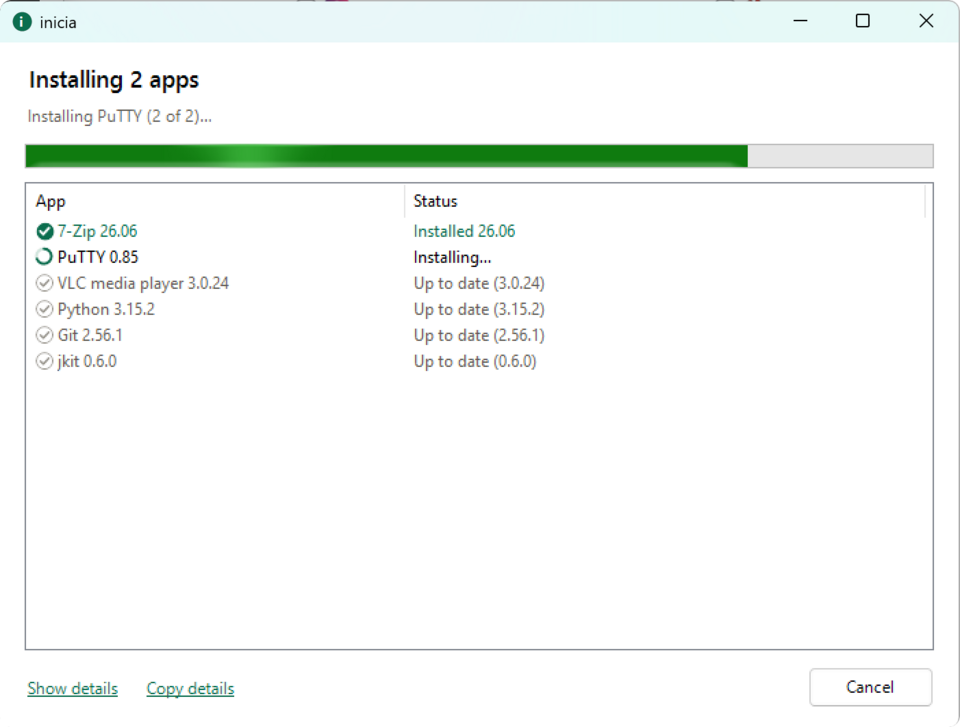 inicia
Installing 2 apps
Installing PuTTY (2 of 2)...
App Status
7-Zip 26.06 Installed 26.06
PuTTY 0.85 Installing...
VLC media player 3.0.24 Up to date (3.0.24)
Python 3.15.2 Up to date (3.15.2)
Git 2.56.1 Up to date (2.56.1)
jkit 0.6.0 Up to date (0.6.0)
Show details Copy details Cancel